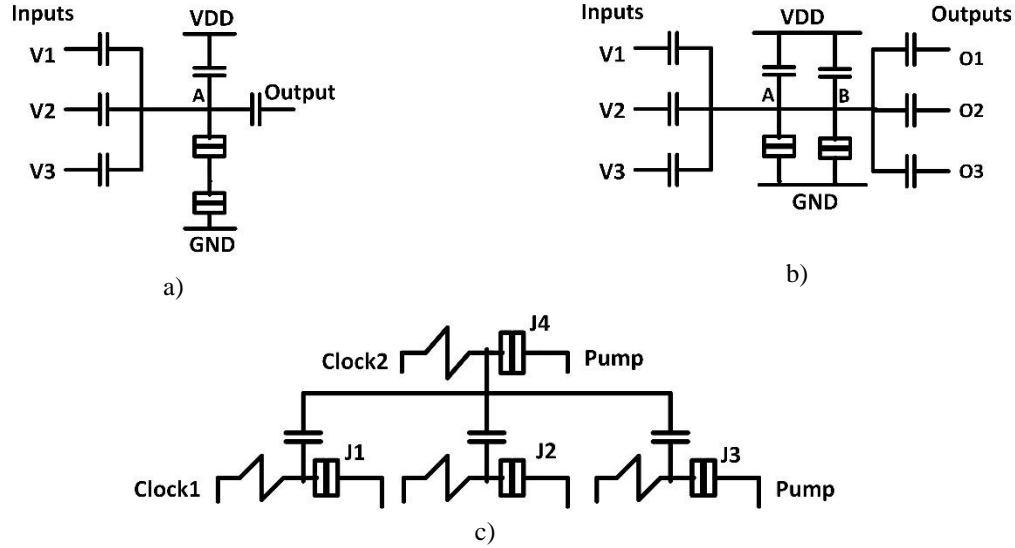 Inputs
VDD
V1
A
Output
V2
V3
GND
a)
Inputs
VDD
Outputs
V1
O1
A
B
V2
O2
V3
O3
GND
b)
J4
Clock2
Pump
J1
J2
J3
Clock1
Pump
c)